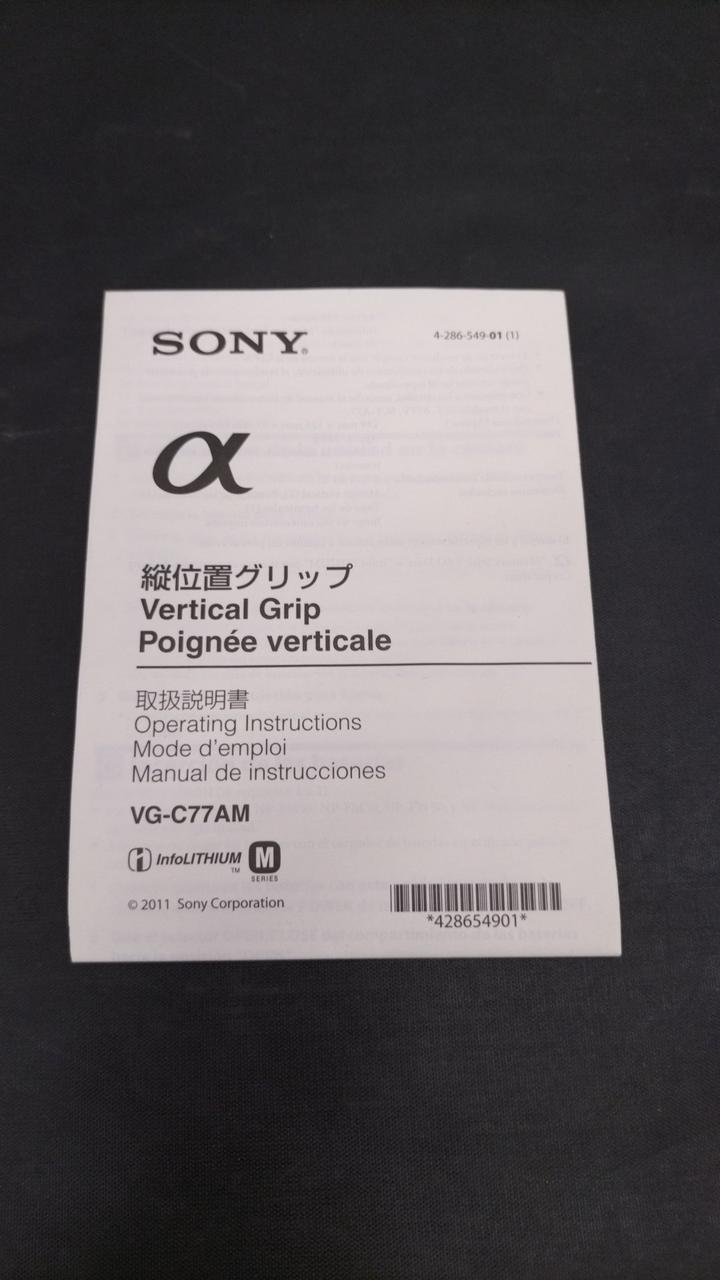 SONY®
4-286-549-01 (1)
α
縦位置グリップ
Vertical Grip
Poignée verticale
取扱説明書
Operating Instructions
Mode d'emploi
Manual de instrucciones
VG-C77AM
InfoLITHIUM™ M SERIES
© 2011 Sony Corporation
*428654901*